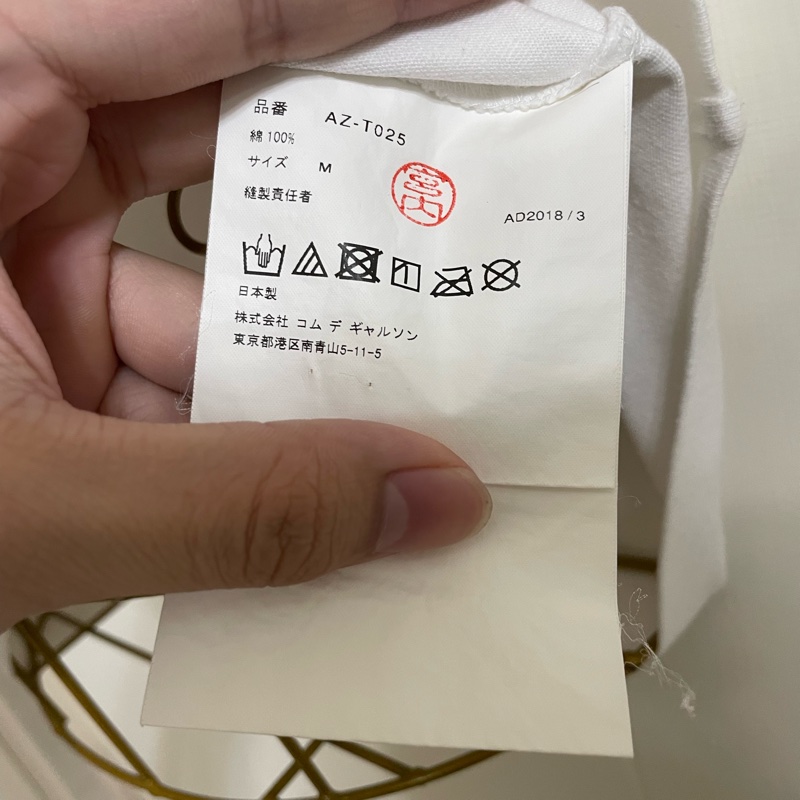 品番 AZ-T025
綿 100%
サイズ M
縫製責任者 宮内
AD2018/3
日本製
株式会社 コム デ ギャルソン
東京都港区南青山5-11-5